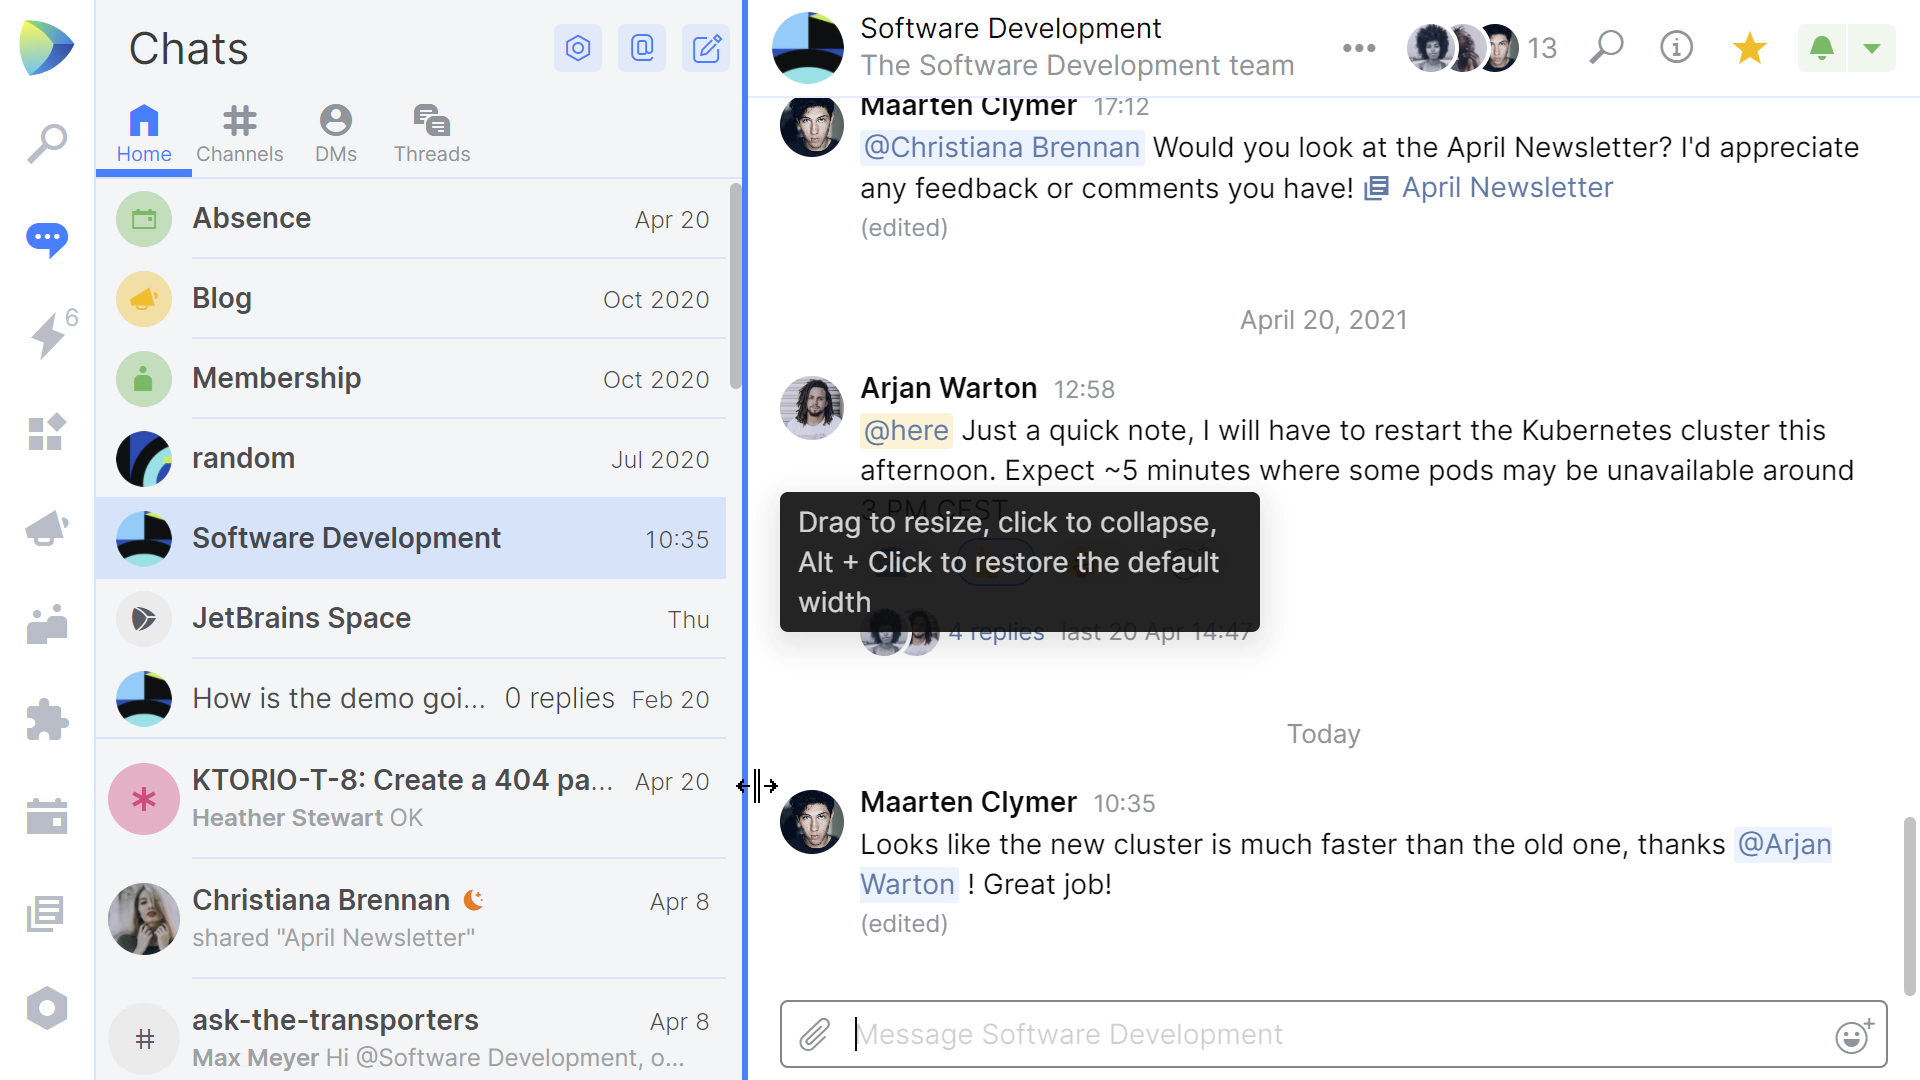 Chats
Home
Channels
DMs
Threads
6
Absence Apr 20
Blog Oct 2020
Membership Oct 2020
random Jul 2020
Software Development 10:35
JetBrains Space Thu
How is the demo goi... 0 replies Feb 20
KTORIO-T-8: Create a 404 pa... Apr 20
Heather Stewart OK
Christiana Brennan Apr 8
shared "April Newsletter"
ask-the-transporters Apr 8
Max Meyer Hi @Software Development, o...
Software Development
The Software Development team
13
Maarten Clymer 17:12
@Christiana Brennan Would you look at the April Newsletter? I'd appreciate
any feedback or comments you have! April Newsletter
(edited)
April 20, 2021
Arjan Warton 12:58
@here Just a quick note, I will have to restart the Kubernetes cluster this
afternoon. Expect ~5 minutes where some pods may be unavailable around
3 PM CEST
Drag to resize, click to collapse,
Alt + Click to restore the default
width
4 replies last 20 Apr 14:47
Today
Maarten Clymer 10:35
Looks like the new cluster is much faster than the old one, thanks @Arjan
Warton ! Great job!
(edited)
Message Software Development